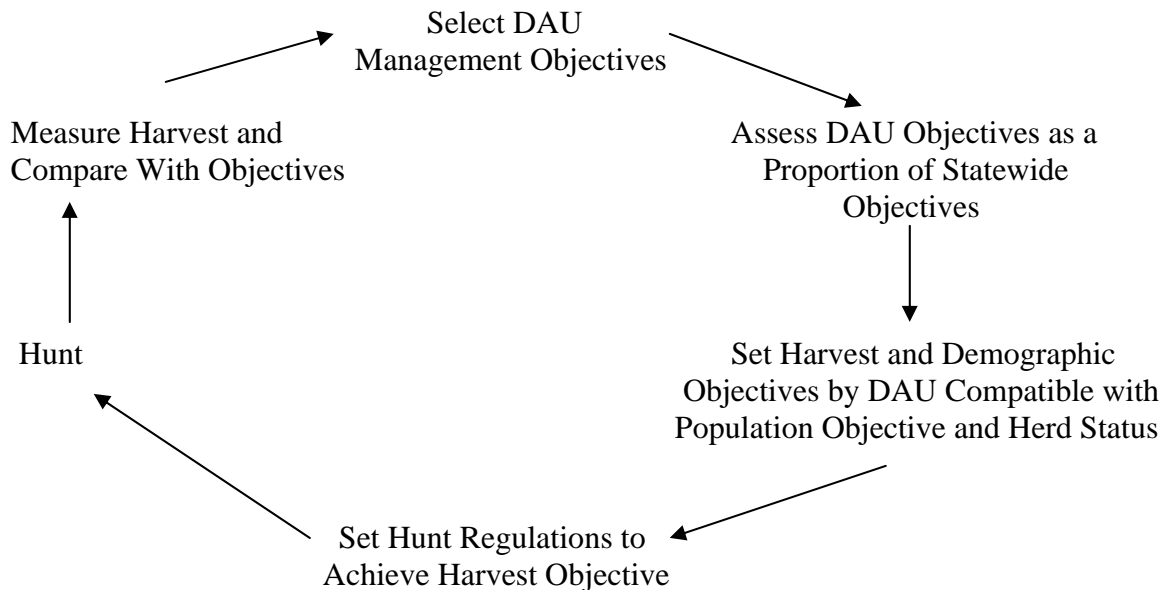 Select DAU
Management Objectives
Assess DAU Objectives as a
Proportion of Statewide
Objectives
Set Harvest and Demographic
Objectives by DAU Compatible with
Population Objective and Herd Status
Set Hunt Regulations to
Achieve Harvest Objective
Hunt
Measure Harvest and
Compare With Objectives